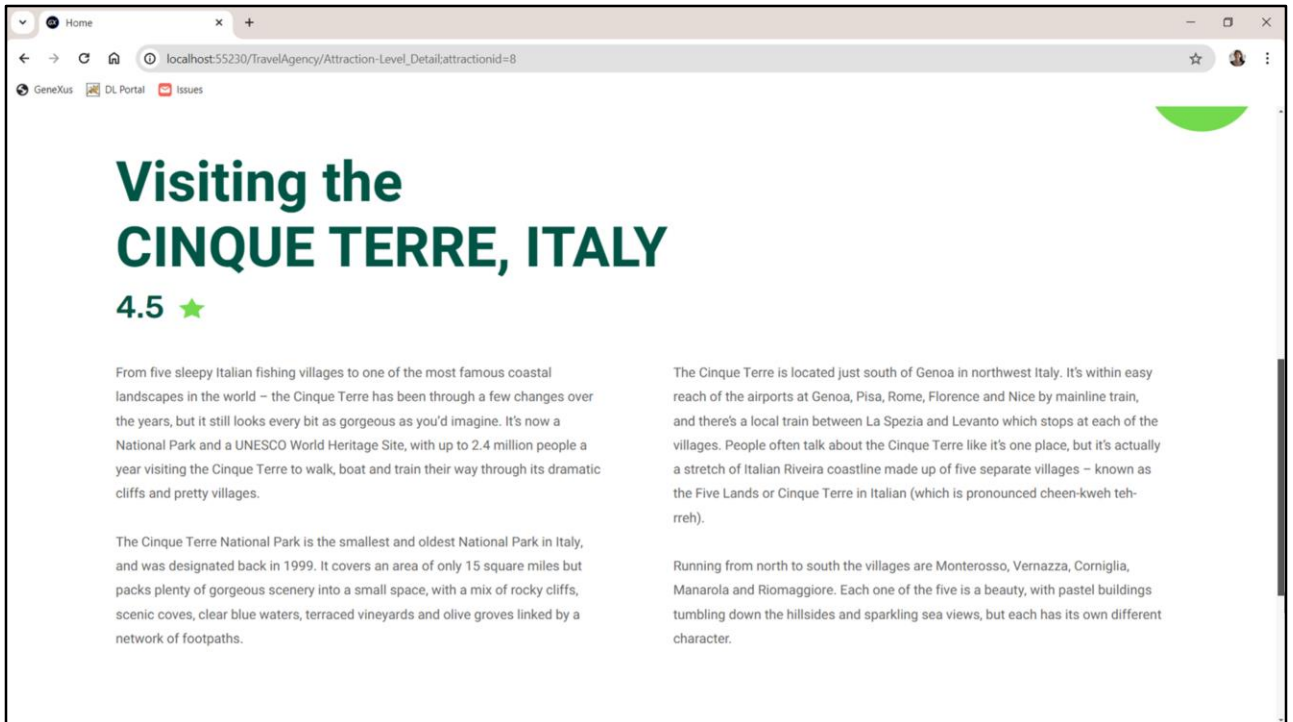 Home
localhost:55230/TravelAgency/Attraction-Level_Detail;attractionid=8
GeneXus DL Portal Issues
Visiting the
CINQUE TERRE, ITALY
4.5
From five sleepy Italian fishing villages to one of the most famous coastal
landscapes in the world – the Cinque Terre has been through a few changes over
the years, but it still looks every bit as gorgeous as you'd imagine. It's now a
National Park and a UNESCO World Heritage Site, with up to 2.4 million people a
year visiting the Cinque Terre to walk, boat and train their way through its dramatic
cliffs and pretty villages.
The Cinque Terre National Park is the smallest and oldest National Park in Italy,
and was designated back in 1999. It covers an area of only 15 square miles but
packs plenty of gorgeous scenery into a small space, with a mix of rocky cliffs,
scenic coves, clear blue waters, terraced vineyards and olive groves linked by a
network of footpaths.
The Cinque Terre is located just south of Genoa in northwest Italy. It's within easy
reach of the airports at Genoa, Pisa, Rome, Florence and Nice by mainline train,
and there's a local train between La Spezia and Levanto which stops at each of the
villages. People often talk about the Cinque Terre like it's one place, but it's actually
a stretch of Italian Riveira coastline made up of five separate villages – known as
the Five Lands or Cinque Terre in Italian (which is pronounced cheen-kweh teh-
rreh).
Running from north to south the villages are Monterosso, Vernazza, Corniglia,
Manarola and Riomaggiore. Each one of the five is a beauty, with pastel buildings
tumbling down the hillsides and sparkling sea views, but each has its own different
character.